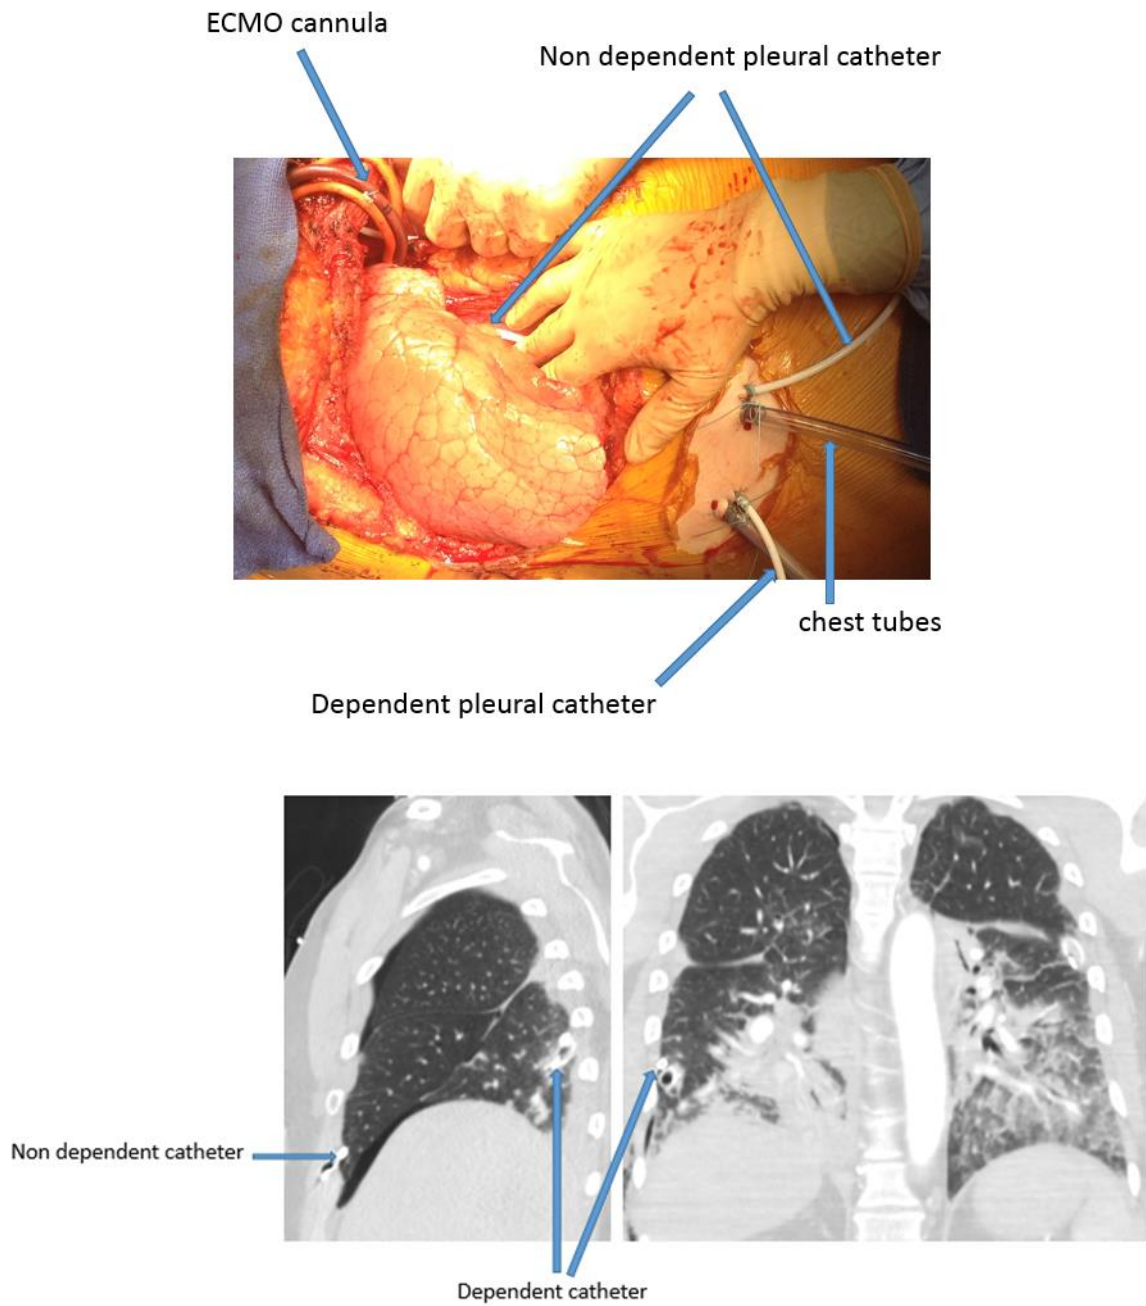 ECMO cannula
Non dependent pleural catheter
chest tubes
Dependent pleural catheter
Non dependent catheter
Dependent catheter